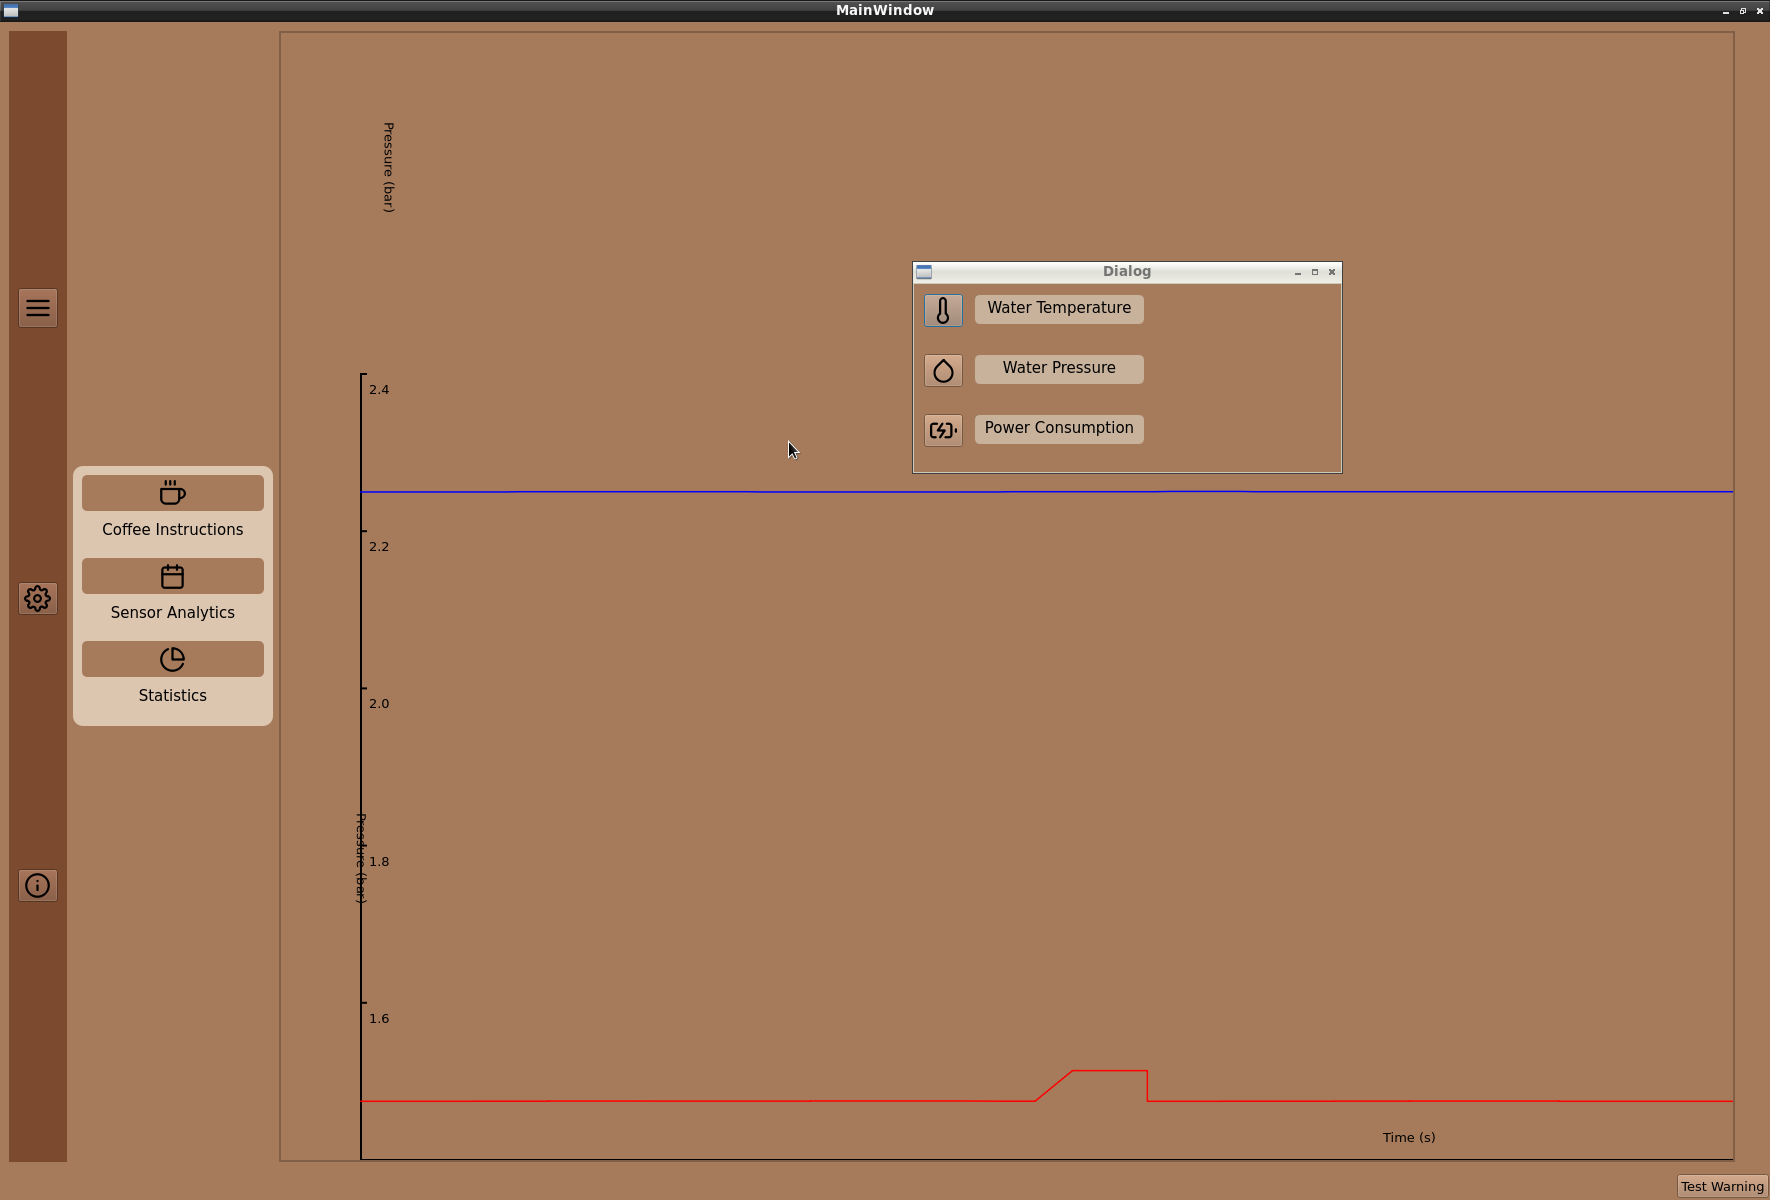 MainWindow
Pressure (bar)
Dialog
Water Temperature
Water Pressure
Power Consumption
Coffee Instructions
Sensor Analytics
Statistics
2.4
2.2
2.0
1.8
1.6
Pressure (bar)
Time (s)
Test Warning